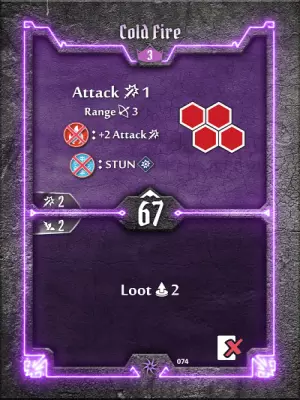 Cold Fire
3
Attack 1
Range 3
: +2 Attack
: STUN
2
67
2
Loot 2
074